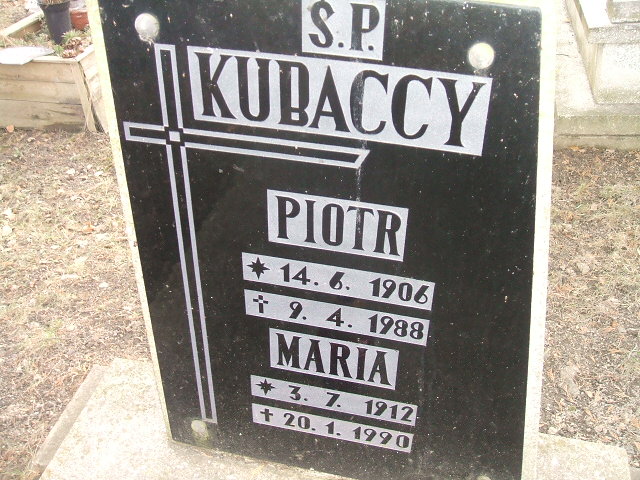 Ś.P.
KUBACCY
PIOTR
* 14. 6. 1906
† 9. 4. 1988
MARIA
* 3. 7. 1912
† 20. 1. 1990